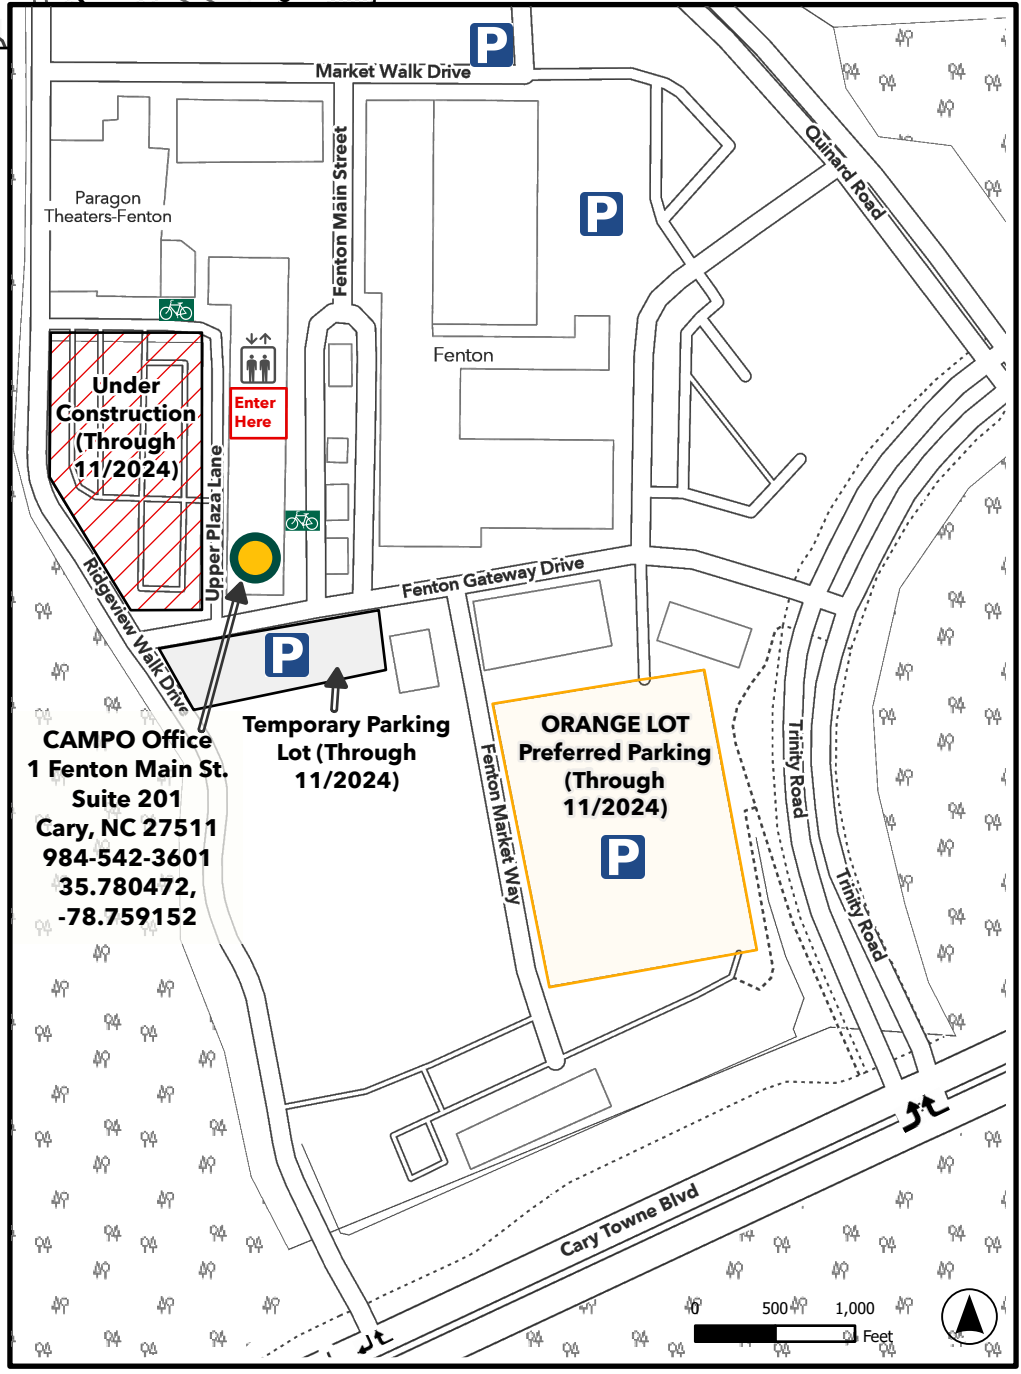 P
Market Walk Drive
Quinard Road
Fenton Main Street
Paragon
Theaters-Fenton
P
Fenton
Under
Construction
(Through
11/2024)
Enter
Here
Upper Plaza Lane
Fenton Gateway Drive
Ridgeview Walk Drive
P
Temporary Parking
Lot (Through
11/2024)
CAMPO Office
1 Fenton Main St.
Suite 201
Cary, NC 27511
984-542-3601
35.780472,
-78.759152
ORANGE LOT
Preferred Parking
(Through
11/2024)
P
Fenton Market Way
Trinity Road
Trinity Road
Cary Towne Blvd
0 500 1,000
Feet